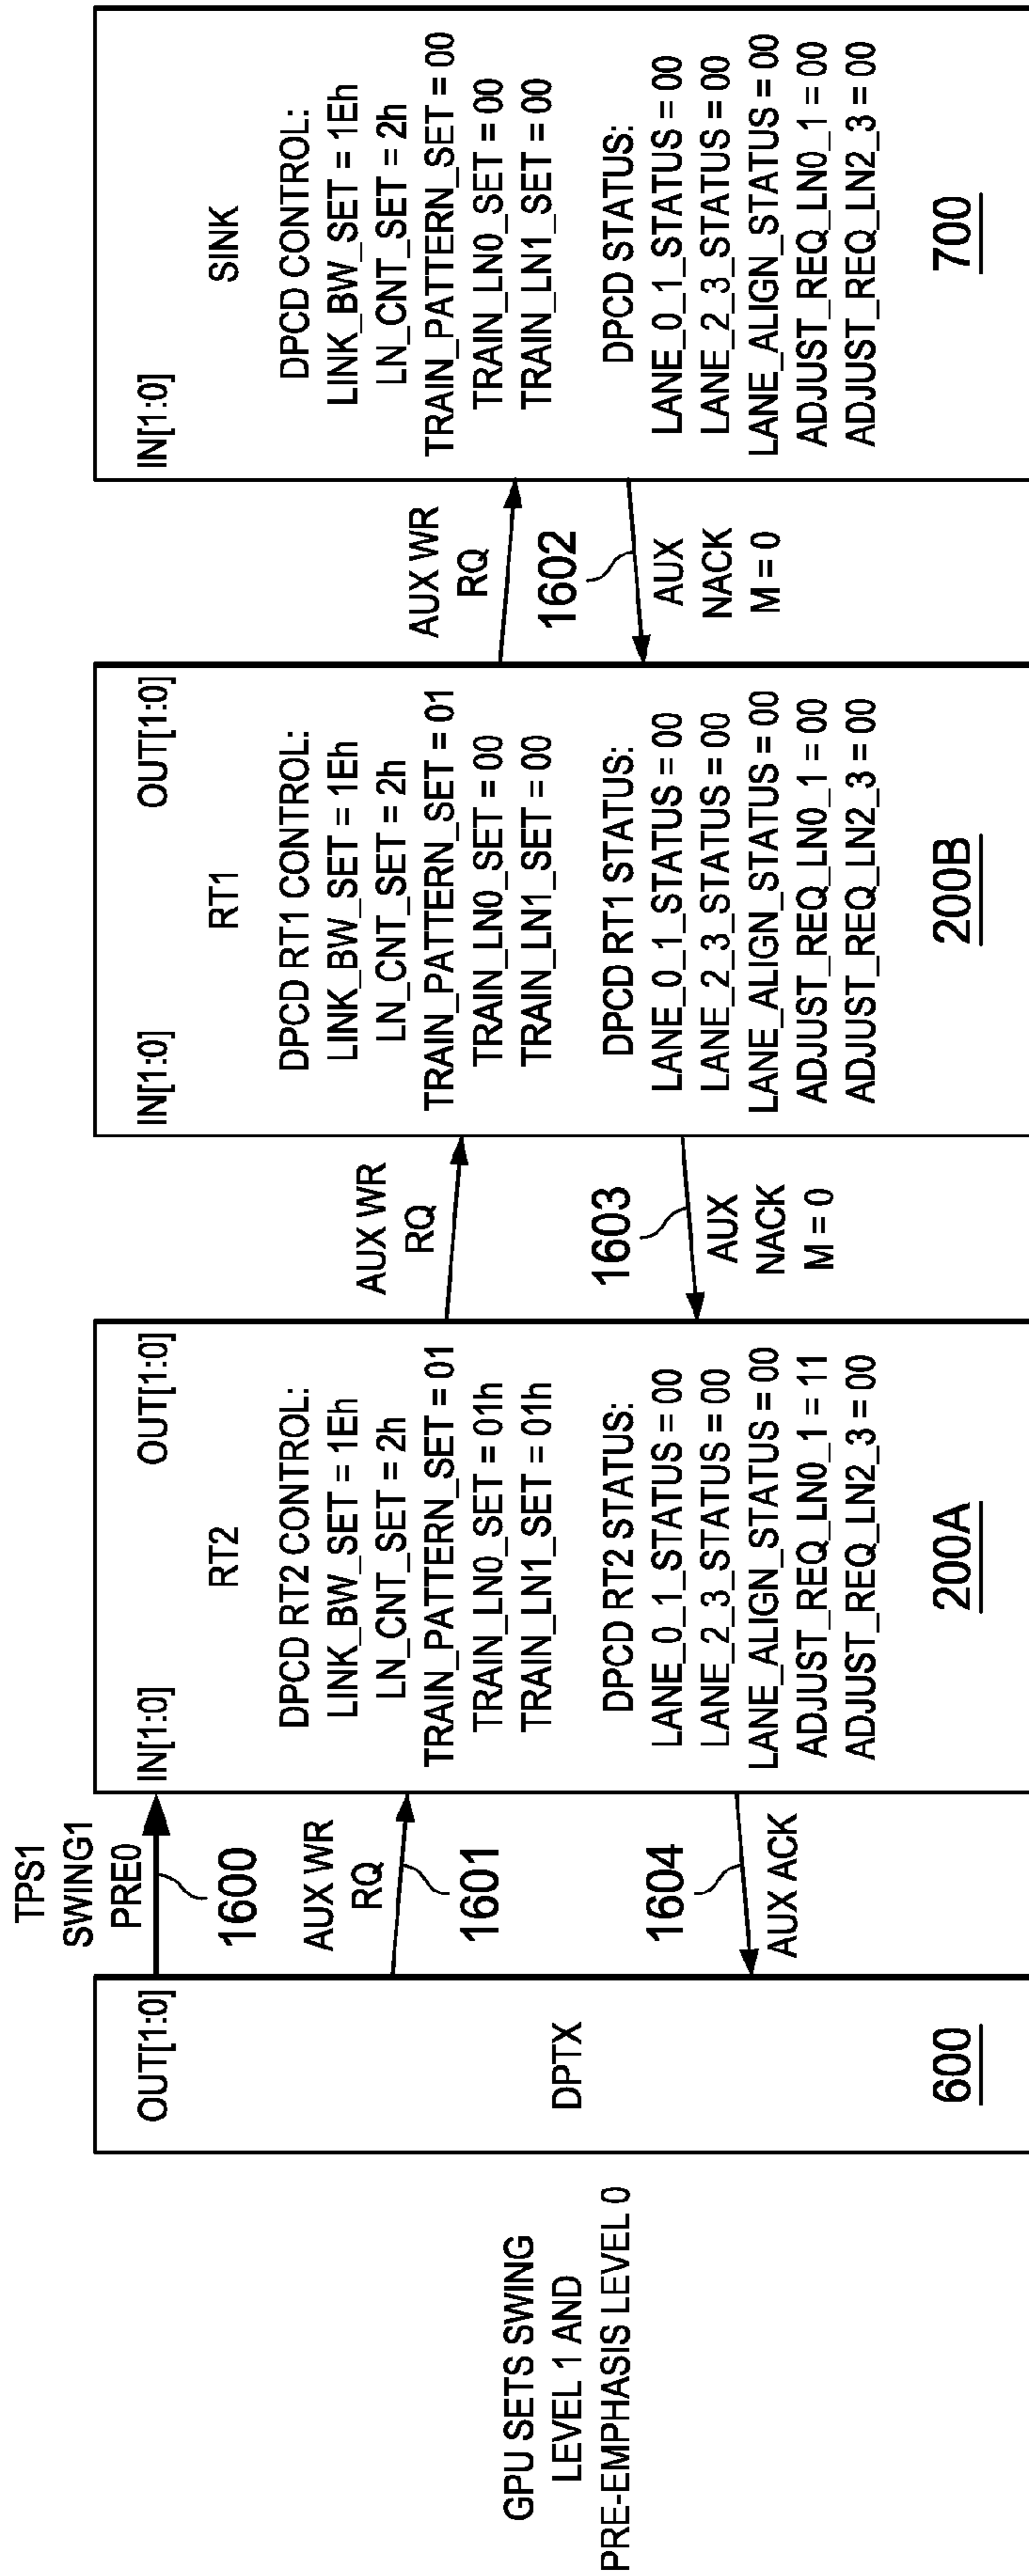 GPU SETS SWING
LEVEL 1 AND
PRE-EMPHASIS LEVEL 0
OUT[1:0]
DPTX
600
TPS1
SWING1
PRE0
1600
AUX WR
RQ
1601
1604
AUX ACK
IN[1:0]
OUT[1:0]
RT2
DPCD RT2 CONTROL:
LINK_BW_SET = 1Eh
LN_CNT_SET = 2h
TRAIN_PATTERN_SET = 01
TRAIN_LN0_SET = 01h
TRAIN_LN1_SET = 01h
DPCD RT2 STATUS:
LANE_0_1_STATUS = 00
LANE_2_3_STATUS = 00
LANE_ALIGN_STATUS = 00
ADJUST_REQ_LN0_1 = 11
ADJUST_REQ_LN2_3 = 00
200A
AUX WR
RQ
1603
AUX
NACK
M = 0
IN[1:0]
OUT[1:0]
RT1
DPCD RT1 CONTROL:
LINK_BW_SET = 1Eh
LN_CNT_SET = 2h
TRAIN_PATTERN_SET = 01
TRAIN_LN0_SET = 00
TRAIN_LN1_SET = 00
DPCD RT1 STATUS:
LANE_0_1_STATUS = 00
LANE_2_3_STATUS = 00
LANE_ALIGN_STATUS = 00
ADJUST_REQ_LN0_1 = 00
ADJUST_REQ_LN2_3 = 00
200B
AUX WR
RQ
1602
AUX
NACK
M = 0
IN[1:0]
SINK
DPCD CONTROL:
LINK_BW_SET = 1Eh
LN_CNT_SET = 2h
TRAIN_PATTERN_SET = 00
TRAIN_LN0_SET = 00
TRAIN_LN1_SET = 00
DPCD STATUS:
LANE_0_1_STATUS = 00
LANE_2_3_STATUS = 00
LANE_ALIGN_STATUS = 00
ADJUST_REQ_LN0_1 = 00
ADJUST_REQ_LN2_3 = 00
700